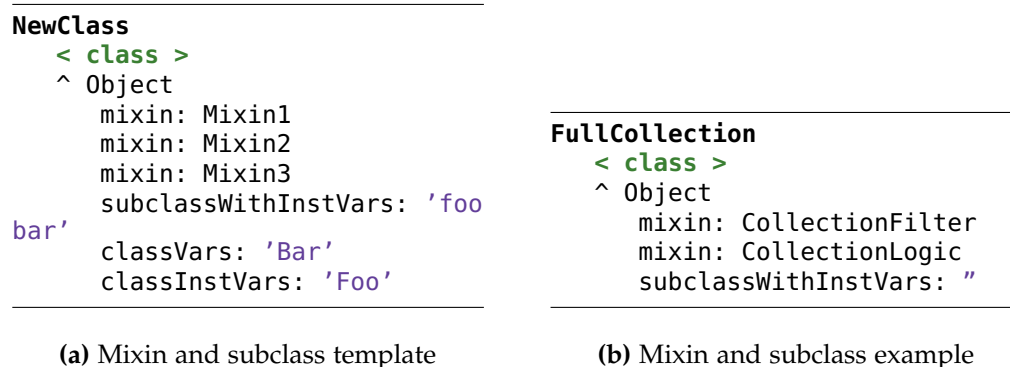 NewClass
< class >
^ Object
mixin: Mixin1
mixin: Mixin2
mixin: Mixin3
subclassWithInstVars: ’foo
bar’
classVars: ’Bar’
classInstVars: ’Foo’
(a) Mixin and subclass template
FullCollection
< class >
^ Object
mixin: CollectionFilter
mixin: CollectionLogic
subclassWithInstVars: ”
(b) Mixin and subclass example